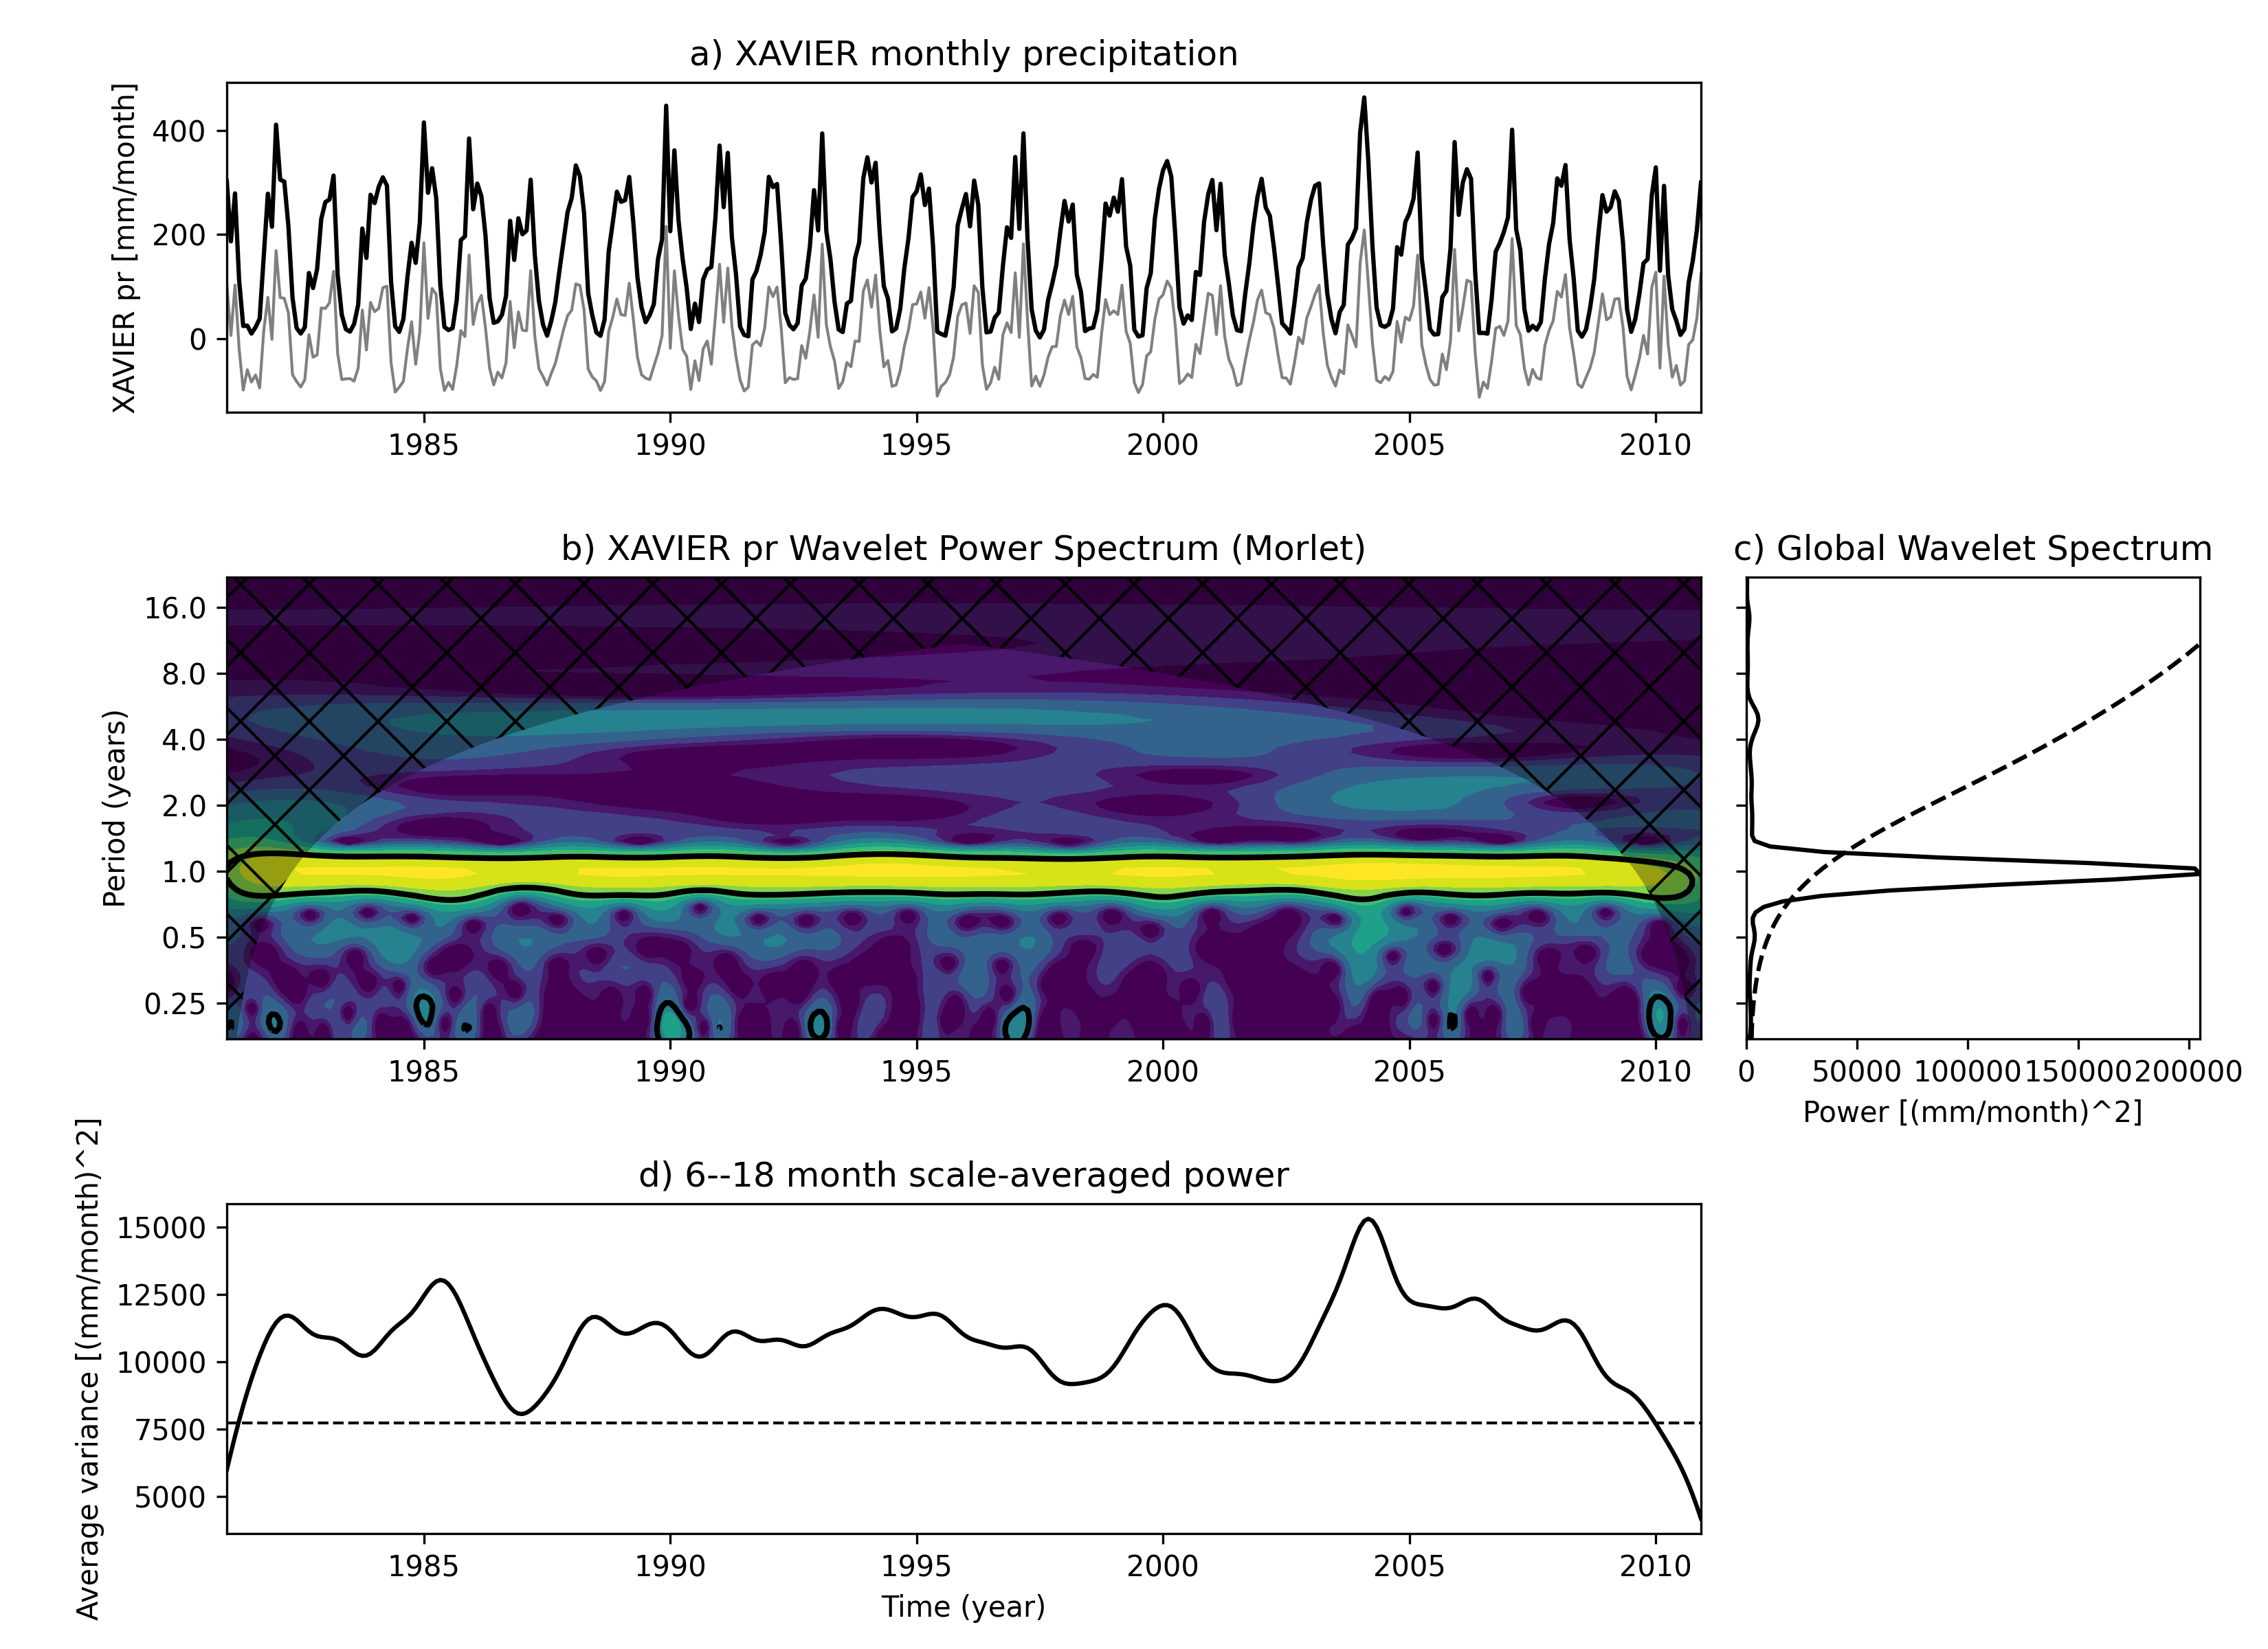 a) XAVIER monthly precipitation
XAVIER pr [mm/month]
400
200
0
1985 1990 1995 2000 2005 2010
b) XAVIER pr Wavelet Power Spectrum (Morlet)
Period (years)
16.0
8.0
4.0
2.0
1.0
0.5
0.25
1985 1990 1995 2000 2005 2010
c) Global Wavelet Spectrum
0 50000 100000 150000 200000
Power [(mm/month)^2]
d) 6--18 month scale-averaged power
Average variance [(mm/month)^2]
15000
12500
10000
7500
5000
1985 1990 1995 2000 2005 2010
Time (year)